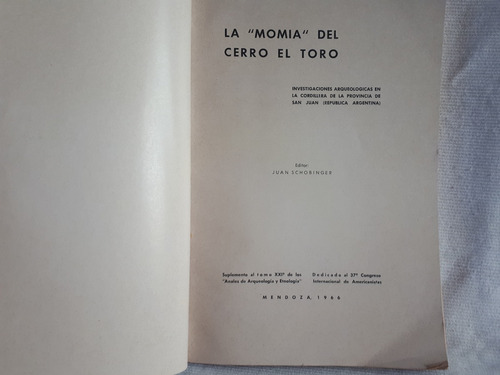 LA "MOMIA" DEL
CERRO EL TORO
INVESTIGACIONES ARQUEOLOGICAS EN
LA CORDILLERA DE LA PROVINCIA DE
SAN JUAN (REPUBLICA ARGENTINA)
Editor:
JUAN SCHOBINGER
Suplemento al tomo XXIº de los
"Anales de Arqueología y Etnología"
Dedicado al 37º Congreso
Internacional de Americanistas
MENDOZA, 1966